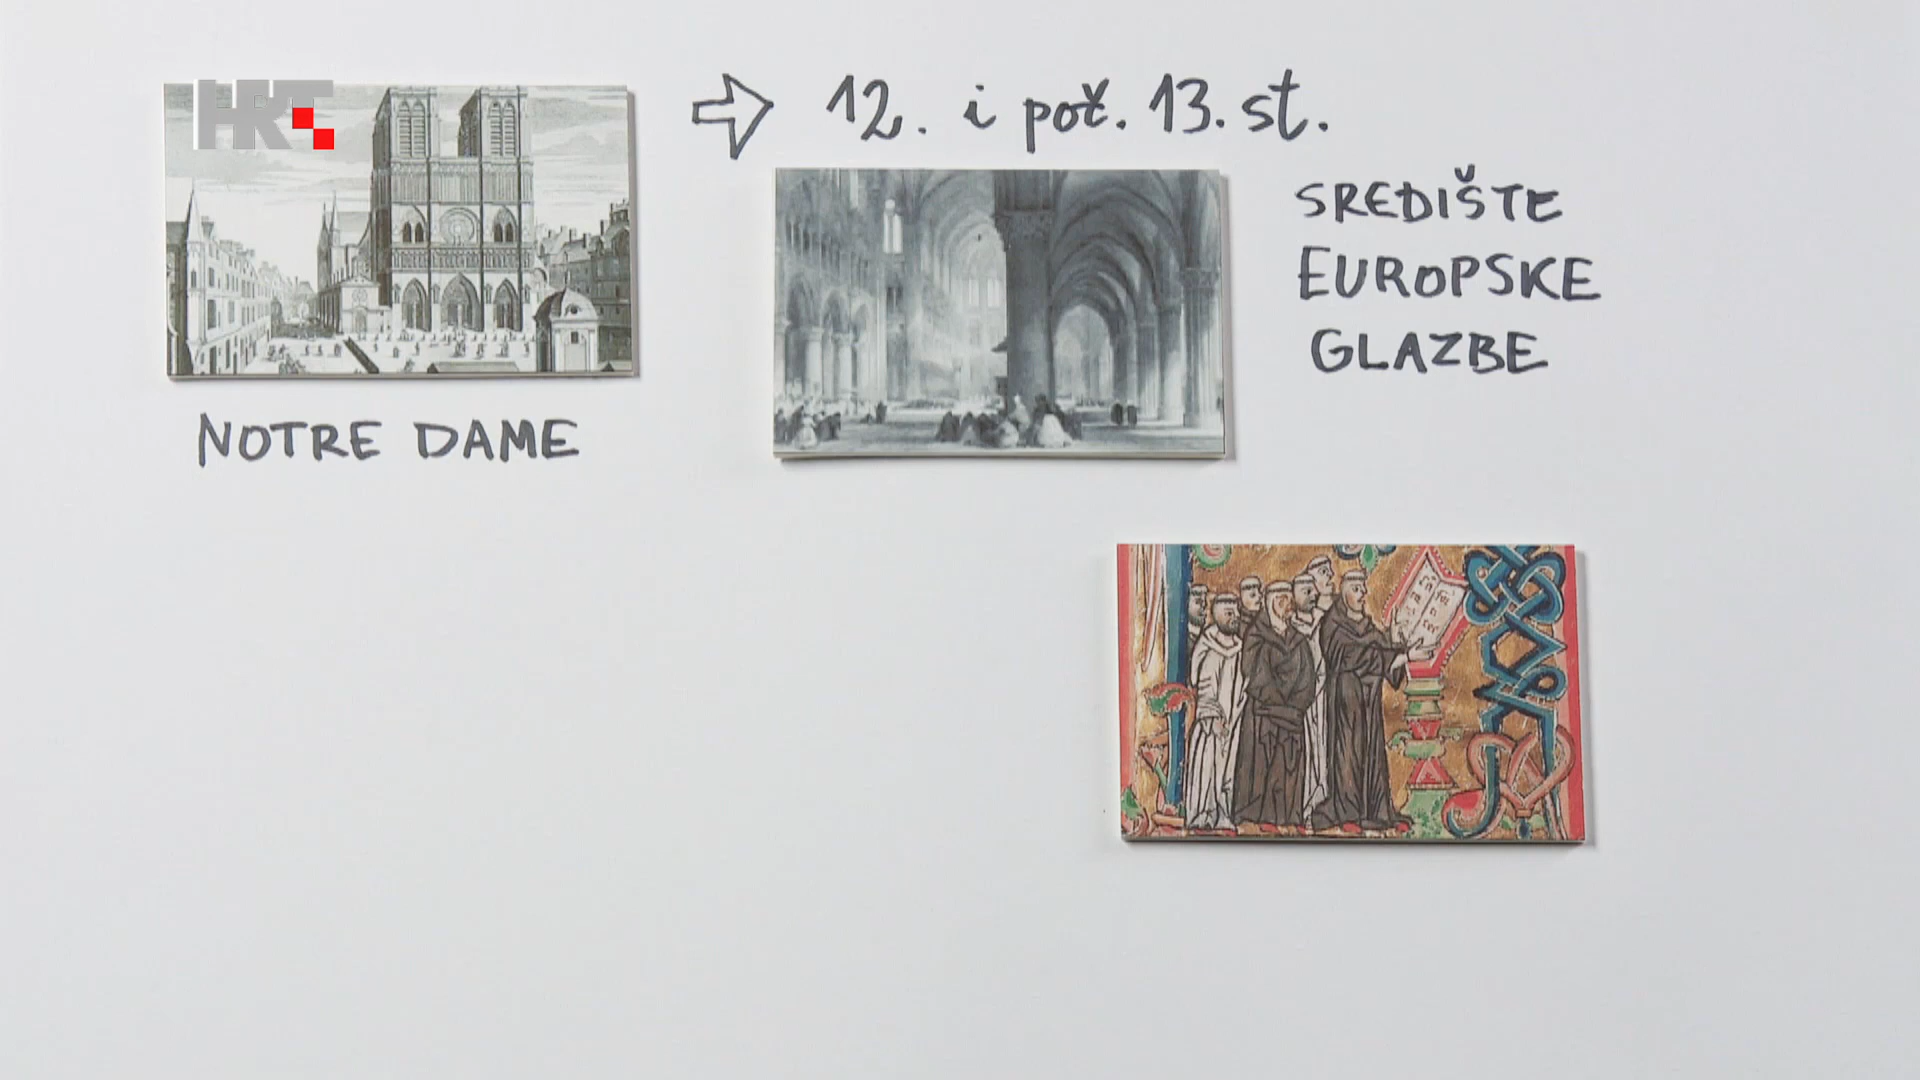 HRT
12. i poč. 13. st.
SREDIŠTE
EUROPSKE
GLAZBE
NOTRE DAME